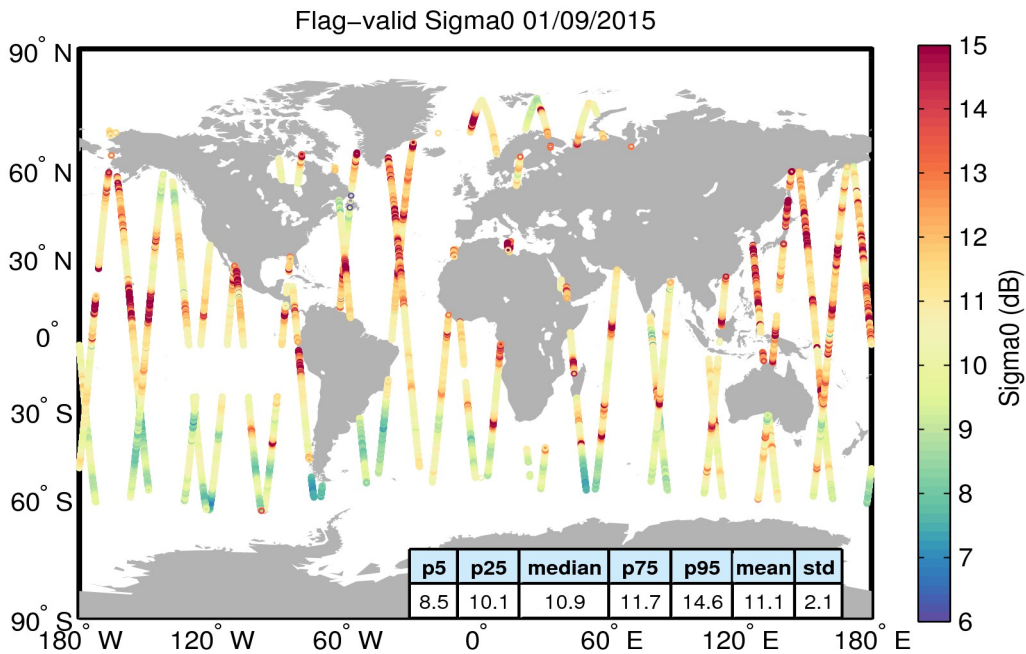 Flag−valid Sigma0 01/09/2015
90° N
60° N
30° N
0°
30° S
60° S
90° S
180° W
120° W
60° W
0°
60° E
120° E
180° E
p5 p25 median p75 p95 mean std
8.5 10.1 10.9 11.7 14.6 11.1 2.1
15
14
13
12
11
10
9
8
7
6
Sigma0 (dB)